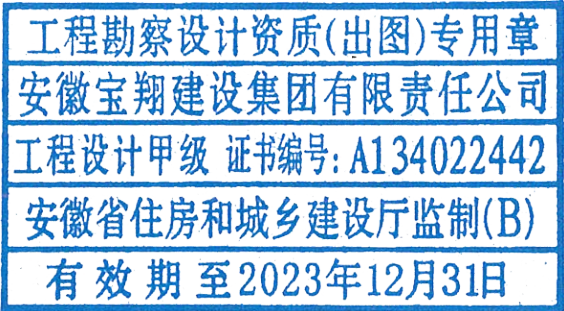 工程勘察设计资质(出图)专用章
安徽宝翔建设集团有限责任公司
工程设计甲级 证书编号: A134022442
安徽省住房和城乡建设厅监制(B)
有效期至2023年12月31日